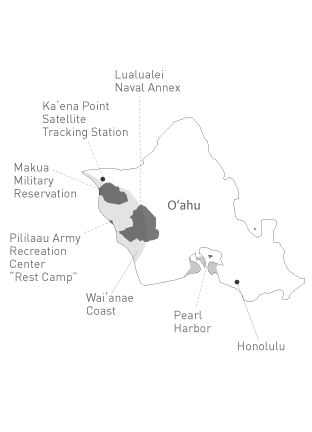 Lualualei
Naval Annex
Ka'ena Point
Satellite
Tracking Station
Makua
Military
Reservation
O‘ahu
Pililaau Army
Recreation
Center
"Rest Camp"
Wai'anae
Coast
Pearl
Harbor
Honolulu